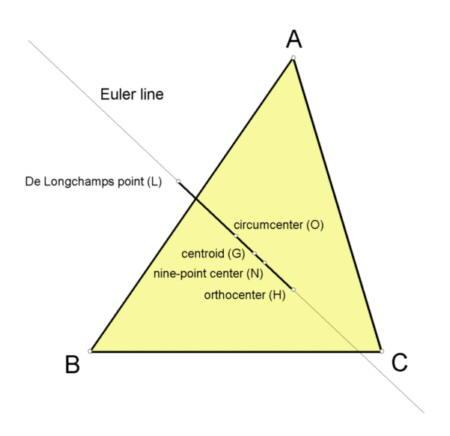 A
Euler line
De Longchamps point (L)
circumcenter (O)
centroid (G)
nine-point center (N)
orthocenter (H)
B
C